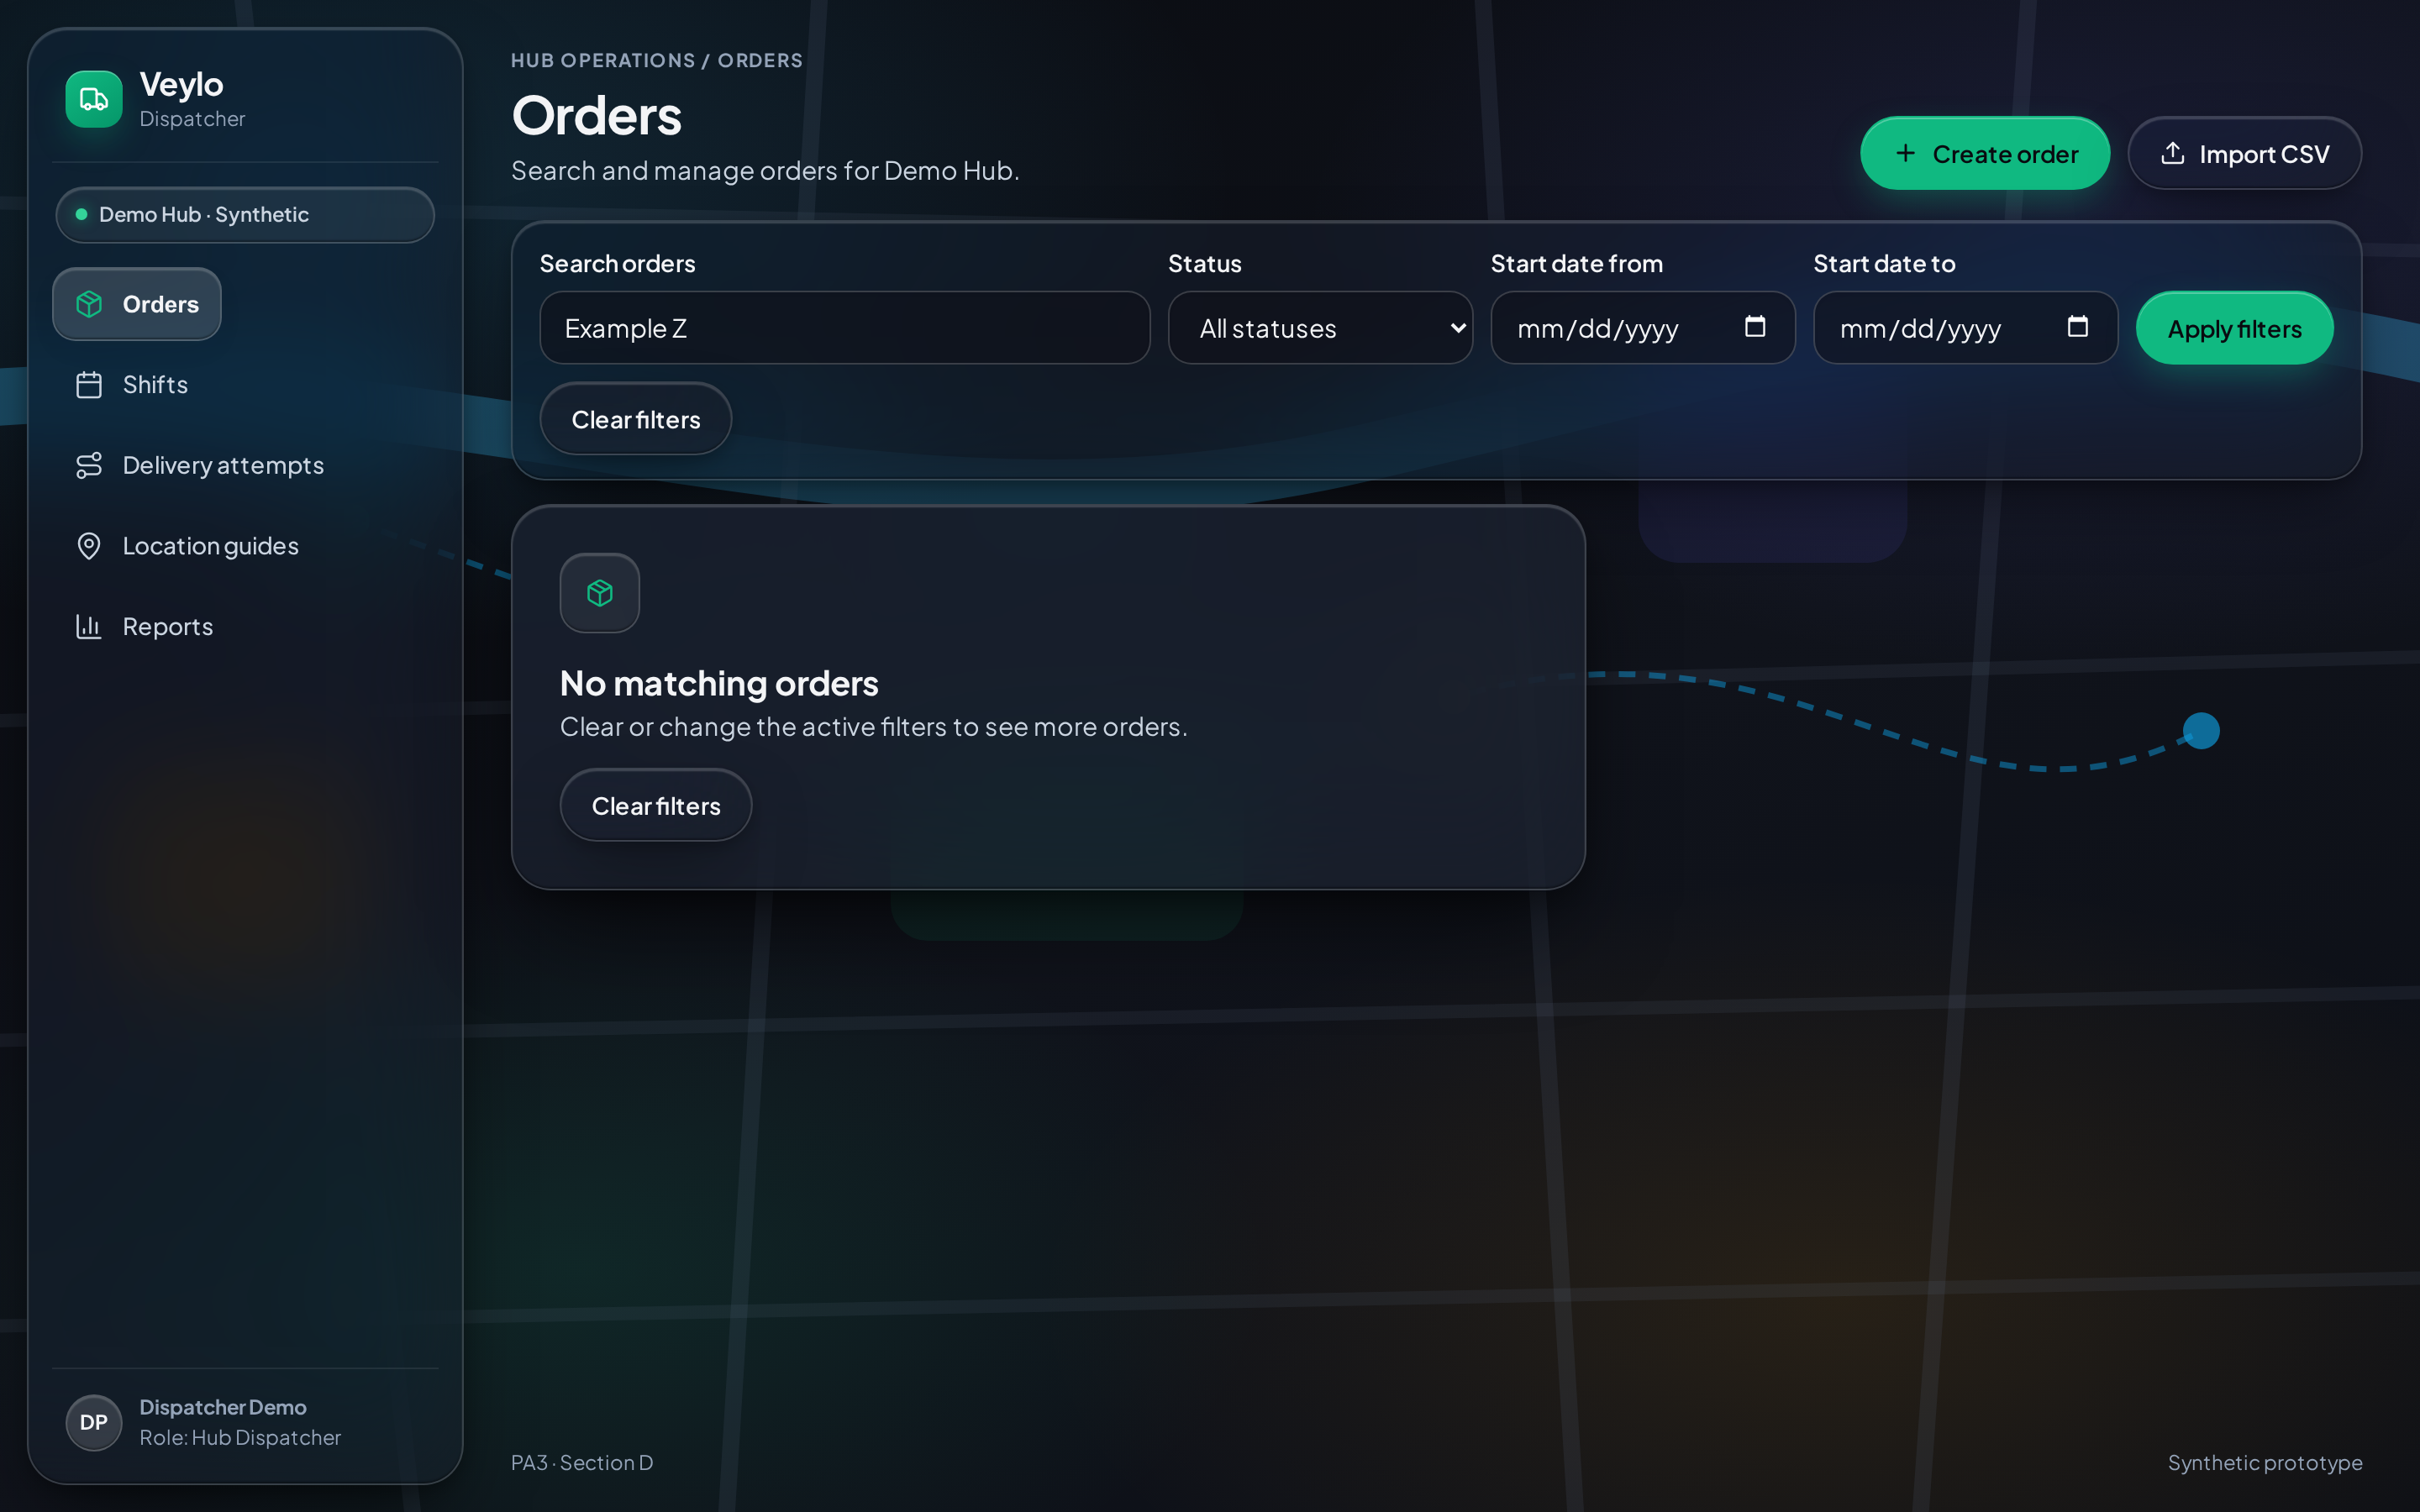 Veylo
Dispatcher
Demo Hub · Synthetic
Orders
Shifts
Delivery attempts
Location guides
Reports
DP
Dispatcher Demo
Role: Hub Dispatcher
HUB OPERATIONS / ORDERS
Orders
Search and manage orders for Demo Hub.
Create order
Import CSV
Search orders
Status
Start date from
Start date to
Example Z
All statuses
mm/dd/yyyy
mm/dd/yyyy
Apply filters
Clear filters
No matching orders
Clear or change the active filters to see more orders.
Clear filters
PA3 · Section D
Synthetic prototype